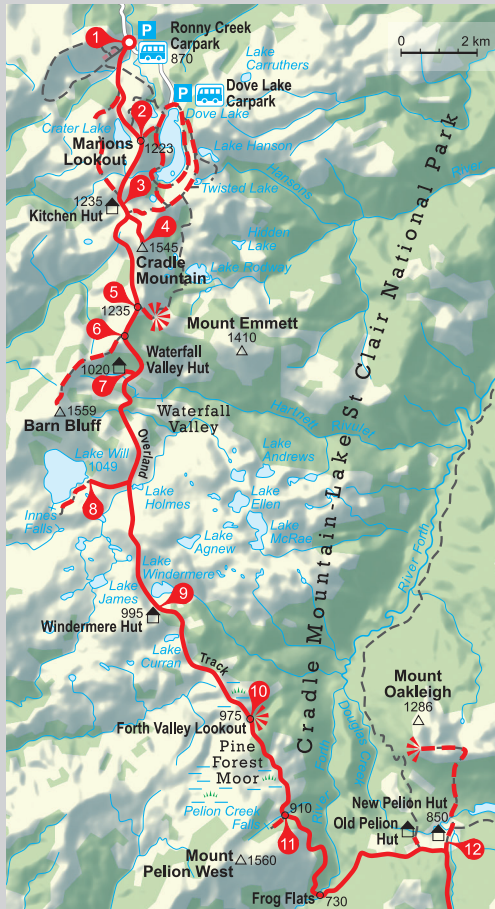 1
P
Ronny Creek
Carpark
870
0
2 km
Lake
Carruthers
P
Dove Lake
Carpark
Dove Lake
2
Crater Lake
Marions
Lookout
1223
Lake Hanson
Hansons
River
Twisted Lake
3
1235
Kitchen Hut
4
1545
Cradle
Mountain
Hidden
Lake
Lake Rodway
5
1235
6
Mount Emmett
1410
Waterfall
Valley Hut
1020
7
1559
Barn Bluff
Waterfall
Valley
Hartnett
Rivulet
Overland
Lake Will
1049
Lake
Andrews
Lake
Holmes
Lake
Ellen
8
Innes
Falls
Lake
McRae
Lake
Agnew
Lake
Windermere
Lake
James
9
995
Windermere Hut
Lake
Curran
Track
River Forth
Cradle Mountain-Lake St Clair National Park
Mount
Oakleigh
1286
10
975
Forth Valley Lookout
Pine
Forest
Moor
Douglas Creek
River Forth
Pelion Creek
Falls
910
11
New Pelion Hut
850
Old Pelion
Hut
12
Mount
Pelion West
1560
Frog Flats
730